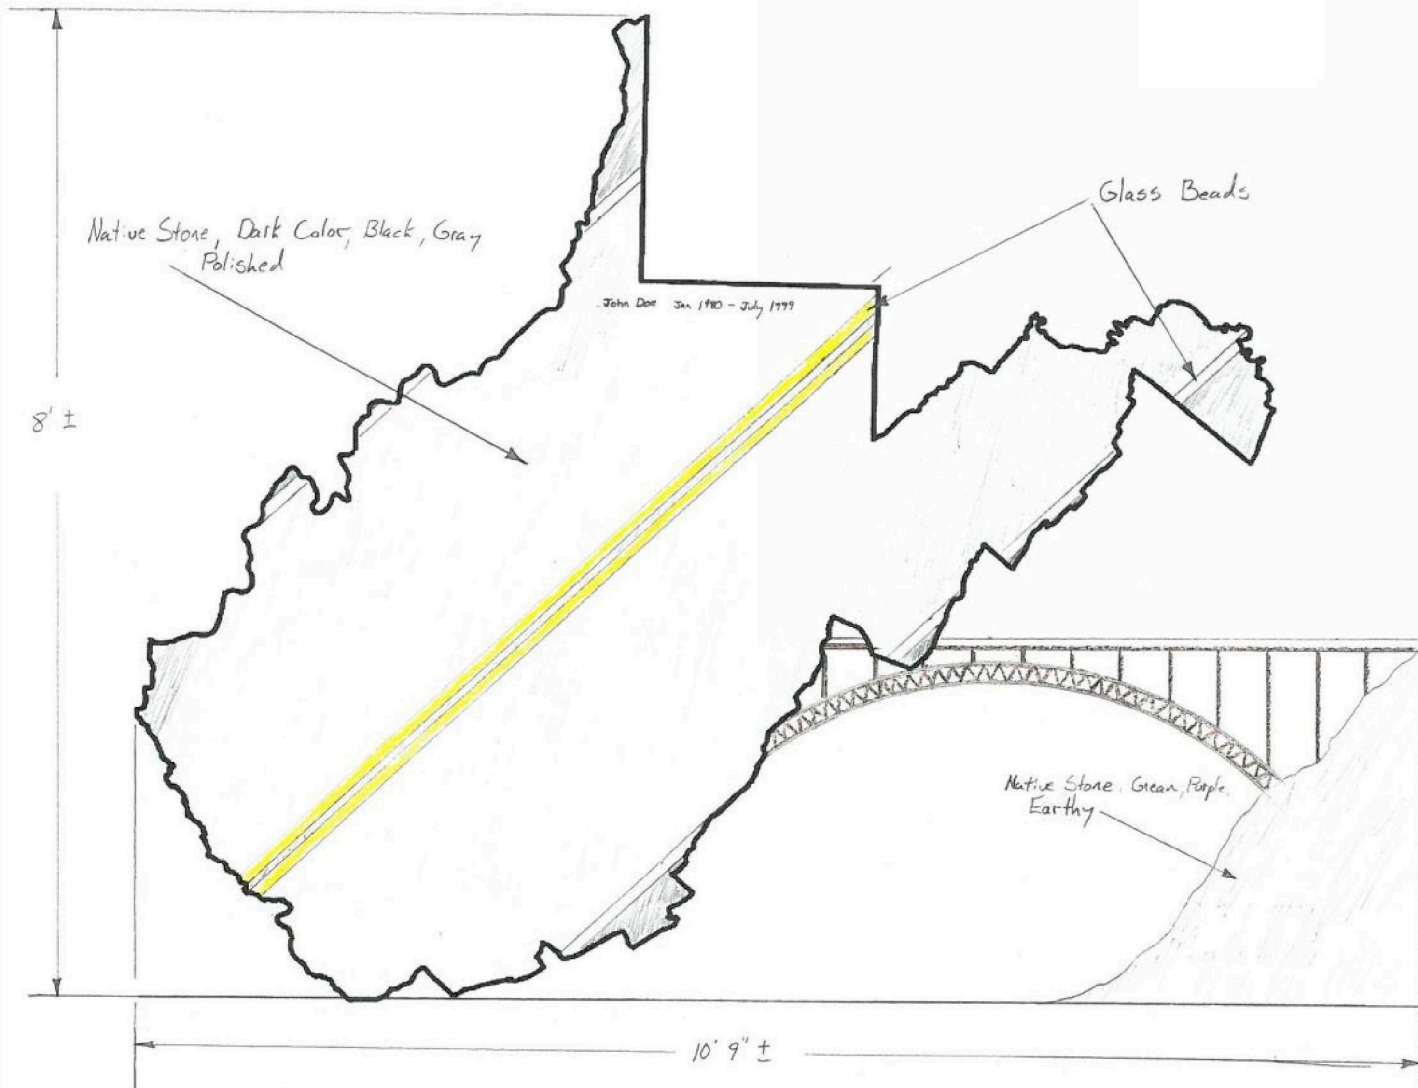 Native Stone, Dark Color, Black, Gray
Polished
Glass Beads
John Doe Jan 1980 - July 1999
8' ±
Native Stone, Green, Purple,
Earthy
10' 9" ±